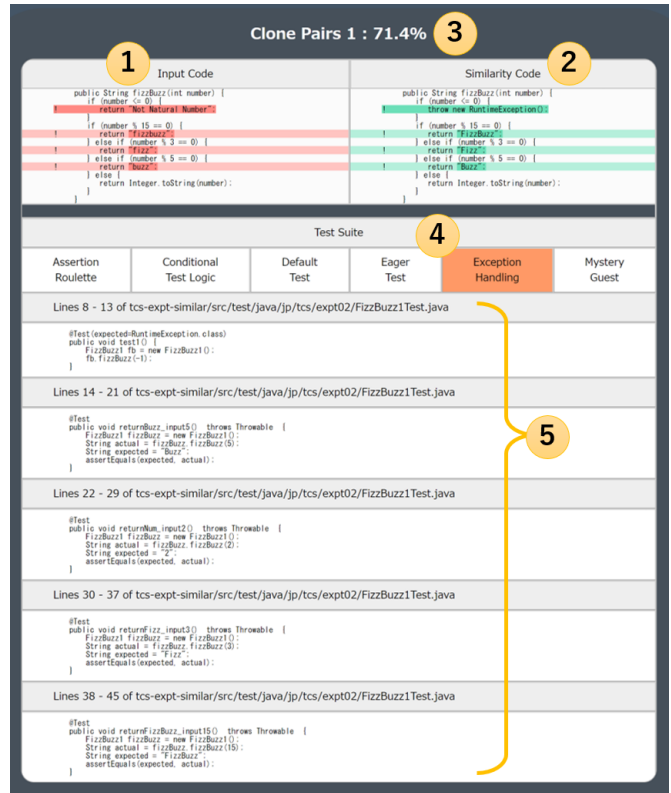 Clone Pairs 1 : 71.4% 3
1 Input Code
Similarity Code 2
public String fizzBuzz(int number) {
if (number <= 0) {
! return "Not Natural Number";
}
if (number % 15 == 0) {
! return "fizzbuzz";
} else if (number % 3 == 0) {
! return "fizz";
} else if (number % 5 == 0) {
! return "buzz";
} else {
return Integer.toString(number);
}
}
public String fizzBuzz(int number) {
if (number <= 0) {
! throw new RuntimeException();
}
if (number % 15 == 0) {
! return "FizzBuzz";
} else if (number % 3 == 0) {
! return "Fizz";
} else if (number % 5 == 0) {
! return "Buzz";
} else {
return Integer.toString(number);
}
}
Test Suite 4
Assertion Roulette
Conditional Test Logic
Default Test
Eager Test
Exception Handling
Mystery Guest
Lines 8 - 13 of tcs-expt-similar/src/test/java/jp/tcs/expt02/FizzBuzz1Test.java
@Test(expected=RuntimeException.class)
public void test1() {
FizzBuzz1 fb = new FizzBuzz1();
fb.fizzBuzz(-1);
}
Lines 14 - 21 of tcs-expt-similar/src/test/java/jp/tcs/expt02/FizzBuzz1Test.java
@Test
public void returnBuzz_input5() throws Throwable {
FizzBuzz1 fizzBuzz = new FizzBuzz1();
String actual = fizzBuzz.fizzBuzz(5);
String expected = "Buzz";
assertEquals(expected, actual);
}
5
Lines 22 - 29 of tcs-expt-similar/src/test/java/jp/tcs/expt02/FizzBuzz1Test.java
@Test
public void returnNum_input2() throws Throwable {
FizzBuzz1 fizzBuzz = new FizzBuzz1();
String actual = fizzBuzz.fizzBuzz(2);
String expected = "2";
assertEquals(expected, actual);
}
Lines 30 - 37 of tcs-expt-similar/src/test/java/jp/tcs/expt02/FizzBuzz1Test.java
@Test
public void returnFizz_input3() throws Throwable {
FizzBuzz1 fizzBuzz = new FizzBuzz1();
String actual = fizzBuzz.fizzBuzz(3);
String expected = "Fizz";
assertEquals(expected, actual);
}
Lines 38 - 45 of tcs-expt-similar/src/test/java/jp/tcs/expt02/FizzBuzz1Test.java
@Test
public void returnFizzBuzz_input15() throws Throwable {
FizzBuzz1 fizzBuzz = new FizzBuzz1();
String actual = fizzBuzz.fizzBuzz(15);
String expected = "FizzBuzz";
assertEquals(expected, actual);
}